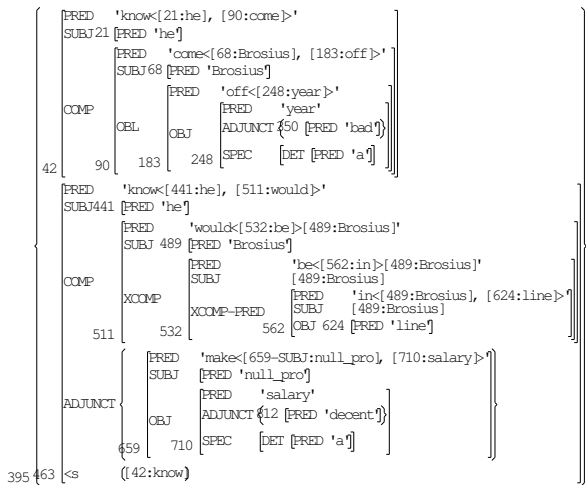 PRED 'know<[21:he], [90:come]>'
SUBJ 21 [PRED 'he']
PRED 'come<[68:Brosius], [183:off]>'
SUBJ 68 [PRED 'Brosius']
PRED 'off<[248:year]>'
PRED 'year'
COMP
ADJUNCT {350 [PRED 'bad']}
OBL
OBJ
SPEC [DET [PRED 'a']]
42 90 183 248
PRED 'know<[441:he], [511:would]>'
SUBJ 441 [PRED 'he']
PRED 'would<[532:be]>[489:Brosius]'
SUBJ 489 [PRED 'Brosius']
PRED 'be<[562:in]>[489:Brosius]'
COMP
SUBJ [489:Brosius]
XCOMP
PRED 'in<[489:Brosius], [624:line]>'
XCOMP-PRED
SUBJ [489:Brosius]
OBJ 624 [PRED 'line']
511 532 562
PRED 'make<[659-SUBJ:null_pro], [710:salary]>'
SUBJ [PRED 'null_pro']
PRED 'salary'
ADJUNCT
OBJ
ADJUNCT {812 [PRED 'decent']}
SPEC [DET [PRED 'a']]
659 710
395 463 <s ([42:know])